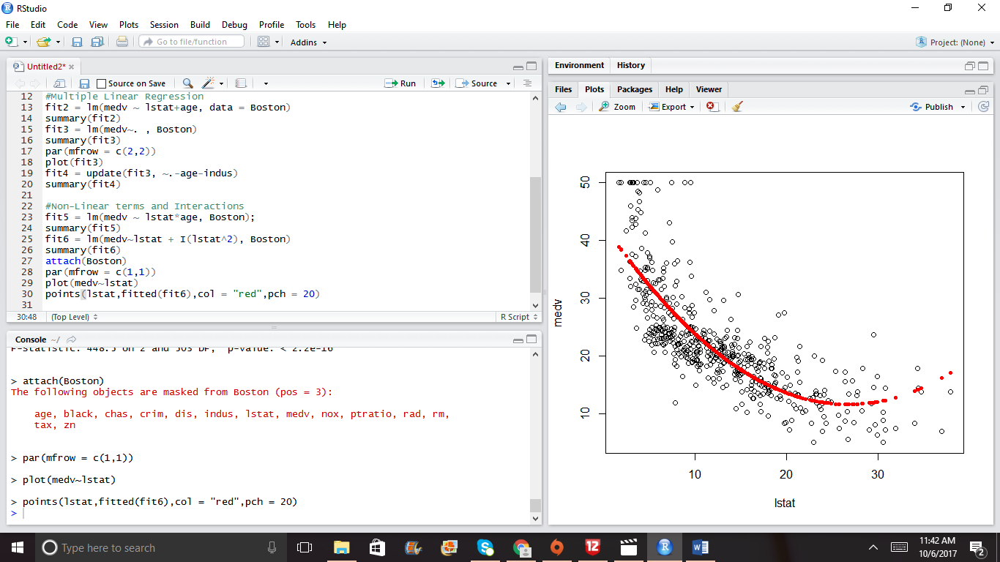 RStudio
File Edit Code View Plots Session Build Debug Profile Tools Help
Go to file/function Addins Project: (None)
Untitled2*
Source on Save Run Source
12 #Multiple Linear Regression
13 fit2 = lm(medv ~ lstat+age, data = Boston)
14 summary(fit2)
15 fit3 = lm(medv~. , Boston)
16 summary(fit3)
17 par(mfrow = c(2,2))
18 plot(fit3)
19 fit4 = update(fit3, ~.-age-indus)
20 summary(fit4)
21
22 #Non-Linear terms and Interactions
23 fit5 = lm(medv ~ lstat*age, Boston);
24 summary(fit5)
25 fit6 = lm(medv~lstat + I(lstat^2), Boston)
26 summary(fit6)
27 attach(Boston)
28 par(mfrow = c(1,1))
29 plot(medv~lstat)
30 points(lstat,fitted(fit6),col = "red",pch = 20)
31
30:48 (Top Level) R Script
Console ~/
F-statistic: 448.5 on 2 and 503 DF, p-value: < 2.2e-16
> attach(Boston)
The following objects are masked from Boston (pos = 3):
age, black, chas, crim, dis, indus, lstat, medv, nox, ptratio, rad, rm,
tax, zn
> par(mfrow = c(1,1))
> plot(medv~lstat)
> points(lstat,fitted(fit6),col = "red",pch = 20)
>
Environment History
Files Plots Packages Help Viewer
Zoom Export Publish
50
40
30
20
10
medv
10 20 30
lstat
Type here to search
12
R
W
11:42 AM
10/6/2017
2